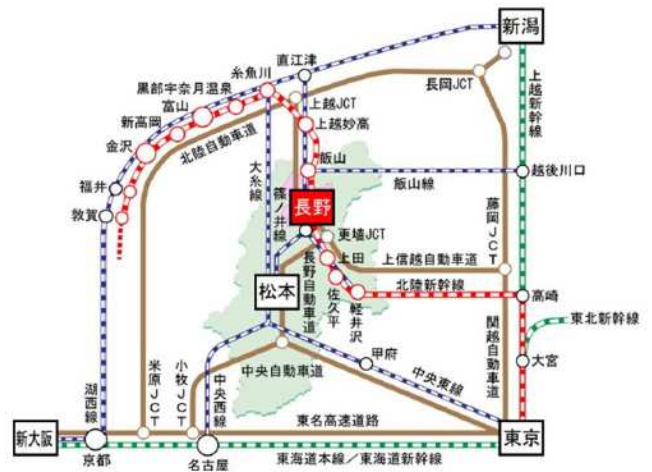 新潟
直江津
糸魚川
黒部宇奈月温泉
富山
新高岡
金沢
長岡JCT
上越新幹線
上越JCT
上越妙高
北陸自動車道
飯山
飯山線
越後川口
大糸線
篠ノ井線
福井
敦賀
長野
更埴JCT
藤岡JCT
上田
上信越自動車道
長野自動車道
佐久平
軽井沢
北陸新幹線
高崎
松本
東北新幹線
関越自動車道
大宮
甲府
中央東線
中央自動車道
湖西線
米原JCT
小牧JCT
中央西線
東名高速道路
新大阪
京都
名古屋
東京
東海道本線/東海道新幹線